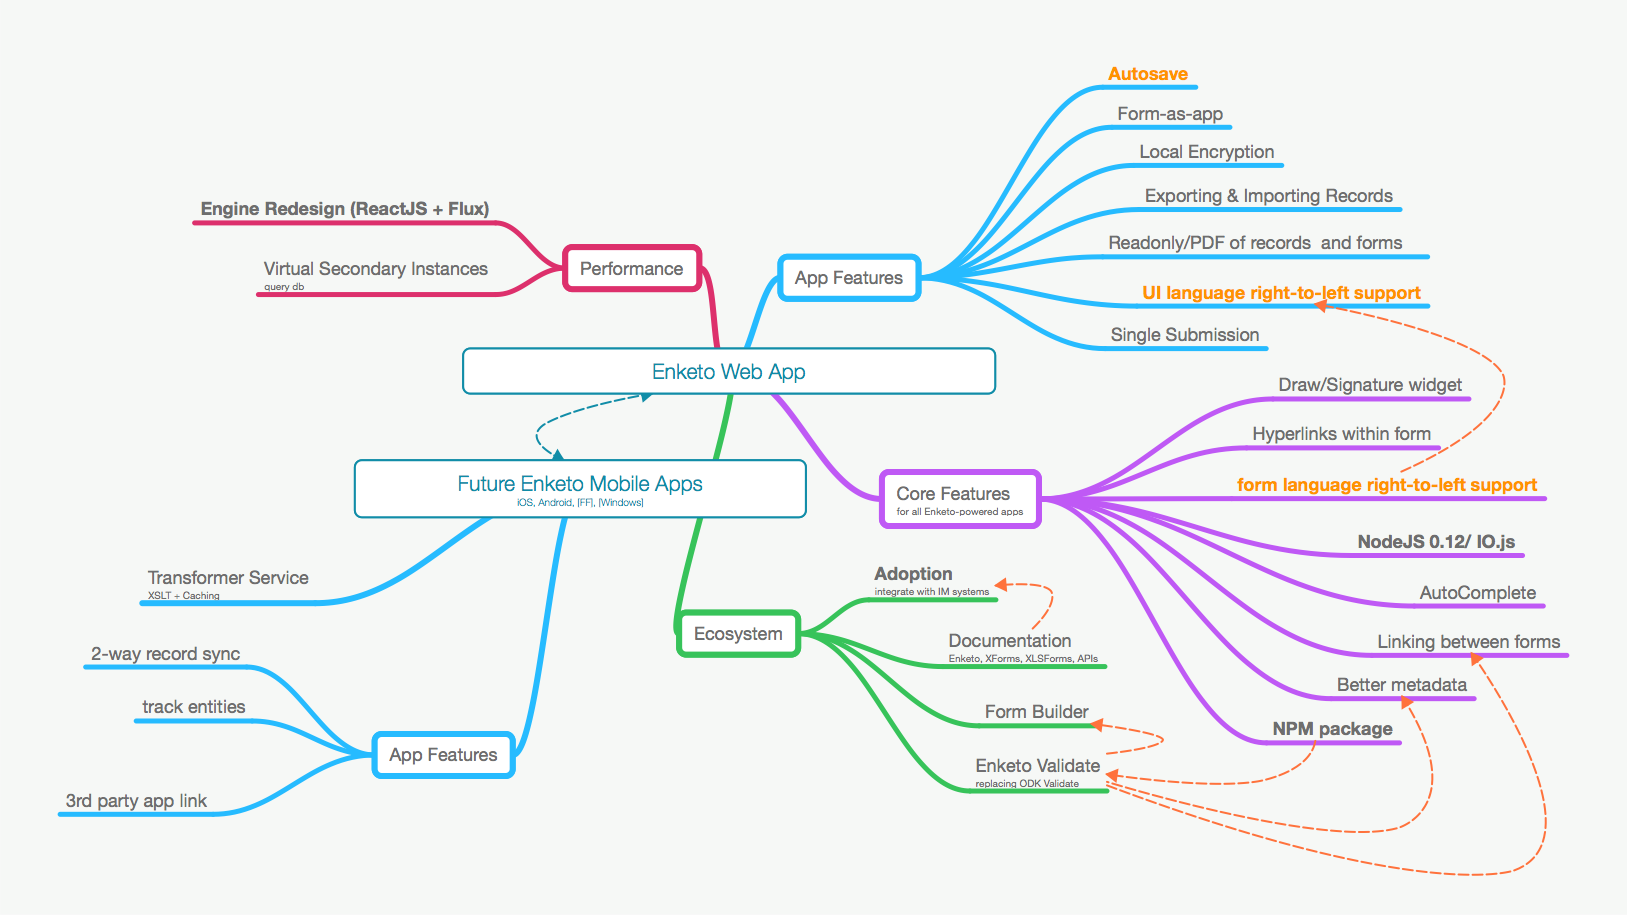 Autosave
Form-as-app
Local Encryption
Exporting & Importing Records
Readonly/PDF of records  and forms
UI language right-to-left support
Single Submission
App Features
Engine Redesign (ReactJS + Flux)
Virtual Secondary Instances
query db
Performance
Enketo Web App
Future Enketo Mobile Apps
iOS, Android, [FF], [Windows]
Draw/Signature widget
Hyperlinks within form
form language right-to-left support
NodeJS 0.12/ IO.js
AutoComplete
Linking between forms
Better metadata
NPM package
Core Features
for all Enketo-powered apps
Adoption
integrate with IM systems
Documentation
Enketo, XForms, XLSForms, APIs
Form Builder
Enketo Validate
replacing ODK Validate
Ecosystem
Transformer Service
XSLT + Caching
2-way record sync
track entities
3rd party app link
App Features